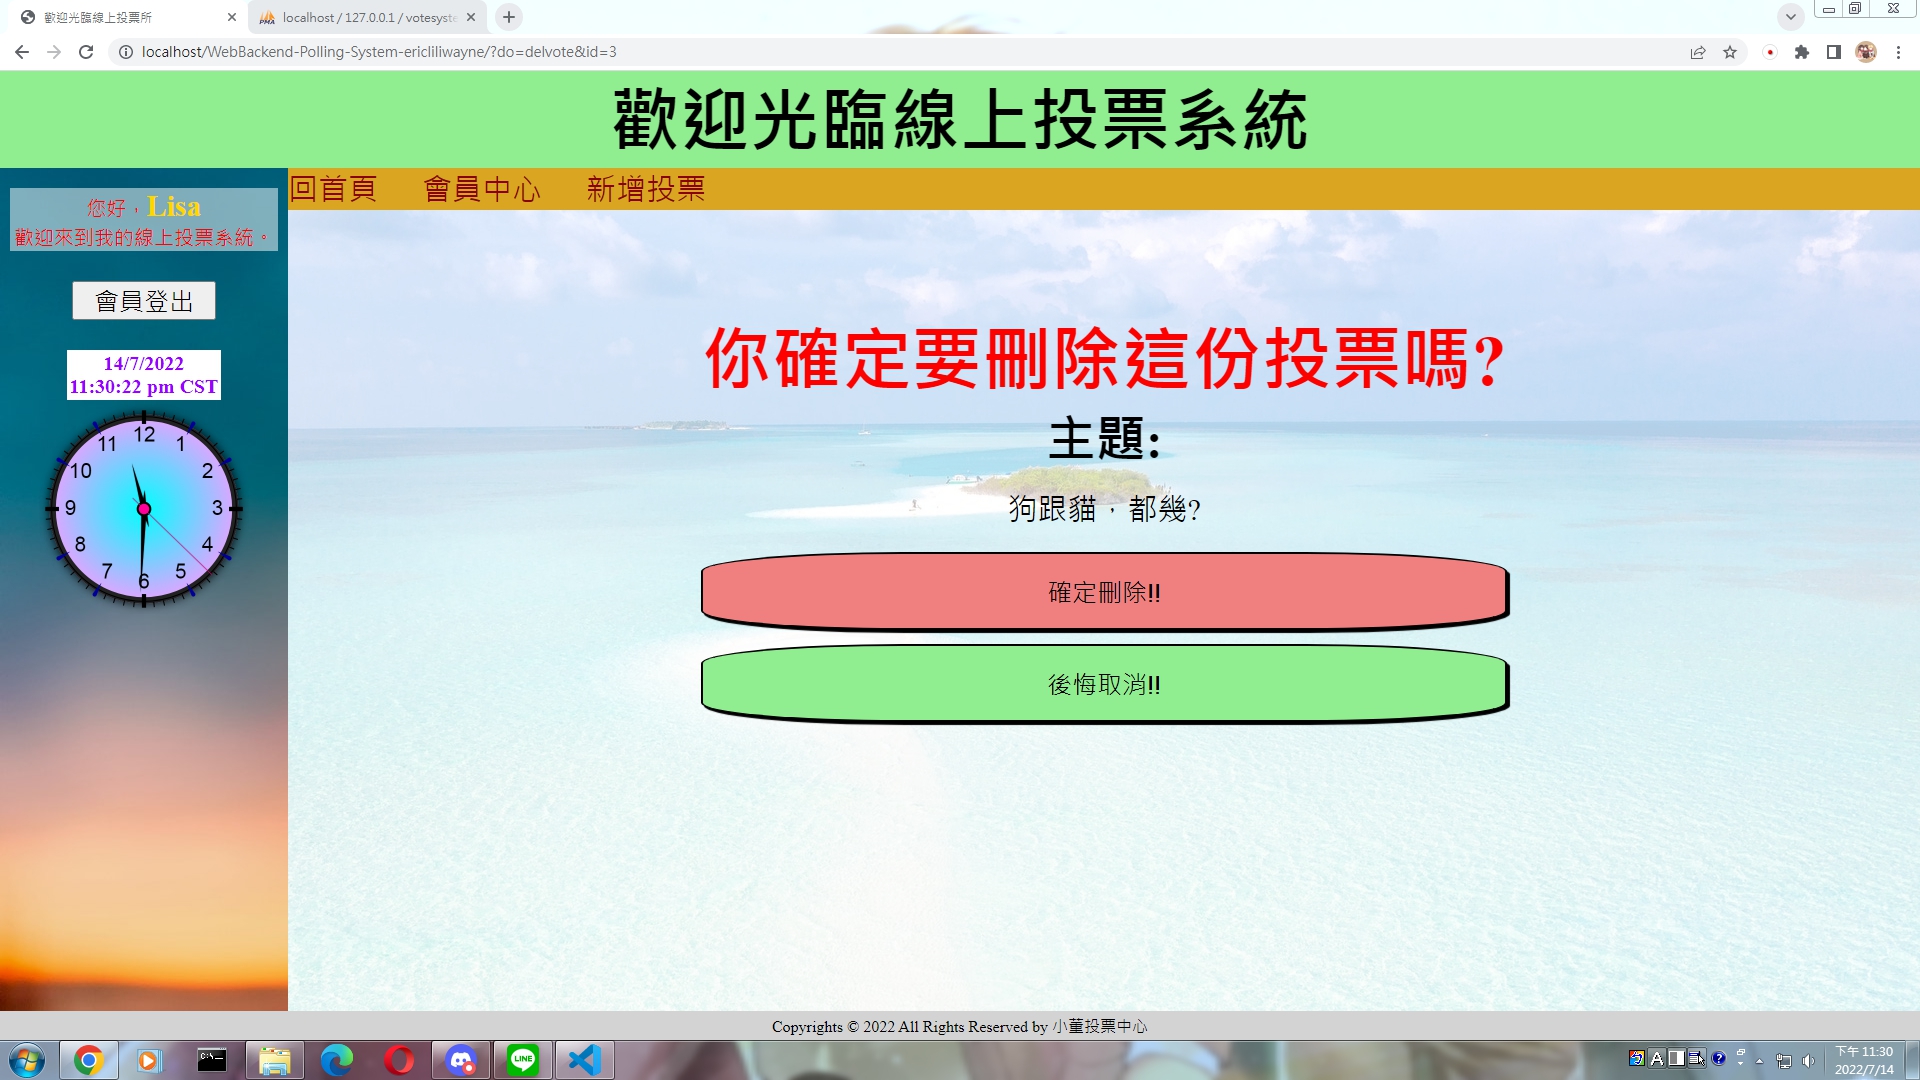 歡迎光臨線上投票所
localhost / 127.0.0.1 / votesyste
localhost/WebBackend-Polling-System-ericliliwayne/?do=delvote&id=3
歡迎光臨線上投票系統
回首頁 會員中心 新增投票
您好，Lisa
歡迎來到我的線上投票系統。
會員登出
14/7/2022
11:30:22 pm CST
12
1
2
3
4
5
6
7
8
9
10
11
你確定要刪除這份投票嗎?
主題:
狗跟貓，都幾?
確定刪除!!
後悔取消!!
Copyrights © 2022 All Rights Reserved by 小董投票中心
下午 11:30
2022/7/14